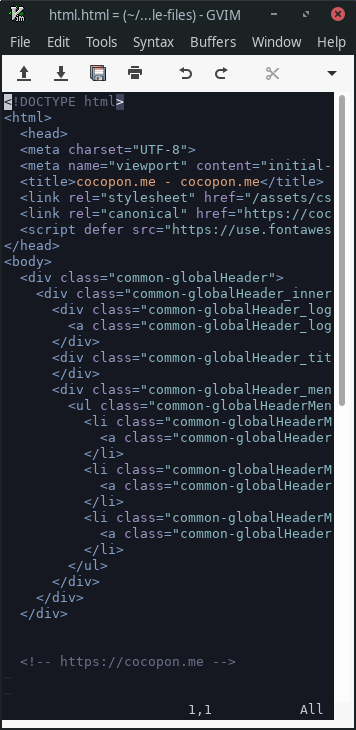 html.html = (~/...le-files) - GVIM
File Edit Tools Syntax Buffers Window Help
<!DOCTYPE html>
<html>
  <head>
  <meta charset="UTF-8">
  <meta name="viewport" content="initial-
  <title>cocopon.me - cocopon.me</title>
  <link rel="stylesheet" href="/assets/cs
  <link rel="canonical" href="https://coc
  <script defer src="https://use.fontawes
</head>
<body>
  <div class="common-globalHeader">
    <div class="common-globalHeader_inner
      <div class="common-globalHeader_log
        <a class="common-globalHeader_log
      </div>
      <div class="common-globalHeader_tit
      </div>
      <div class="common-globalHeader_men
        <ul class="common-globalHeaderMen
          <li class="common-globalHeaderM
            <a class="common-globalHeader
          </li>
          <li class="common-globalHeaderM
            <a class="common-globalHeader
          </li>
          <li class="common-globalHeaderM
            <a class="common-globalHeader
          </li>
        </ul>
      </div>
    </div>
  </div>
  <!-- https://cocopon.me -->
~
~
1,1 All